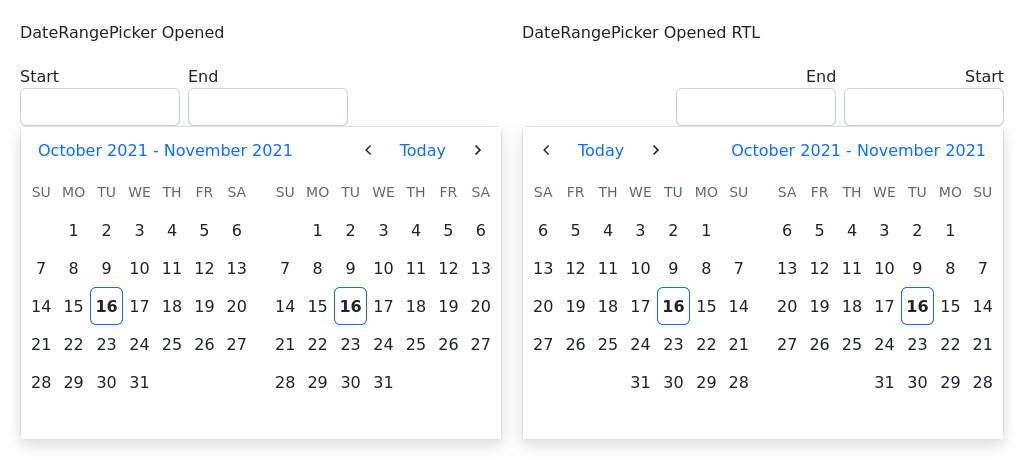 DateRangePicker Opened
Start End
October 2021 - November 2021 Today
SU MO TU WE TH FR SA SU MO TU WE TH FR SA
1 2 3 4 5 6 1 2 3 4 5 6
7 8 9 10 11 12 13 7 8 9 10 11 12 13
14 15 16 17 18 19 20 14 15 16 17 18 19 20
21 22 23 24 25 26 27 21 22 23 24 25 26 27
28 29 30 31 28 29 30 31
DateRangePicker Opened RTL
End Start
Today October 2021 - November 2021
SA FR TH WE TU MO SU SA FR TH WE TU MO SU
6 5 4 3 2 1 6 5 4 3 2 1
13 12 11 10 9 8 7 13 12 11 10 9 8 7
20 19 18 17 16 15 14 20 19 18 17 16 15 14
27 26 25 24 23 22 21 27 26 25 24 23 22 21
31 30 29 28 31 30 29 28